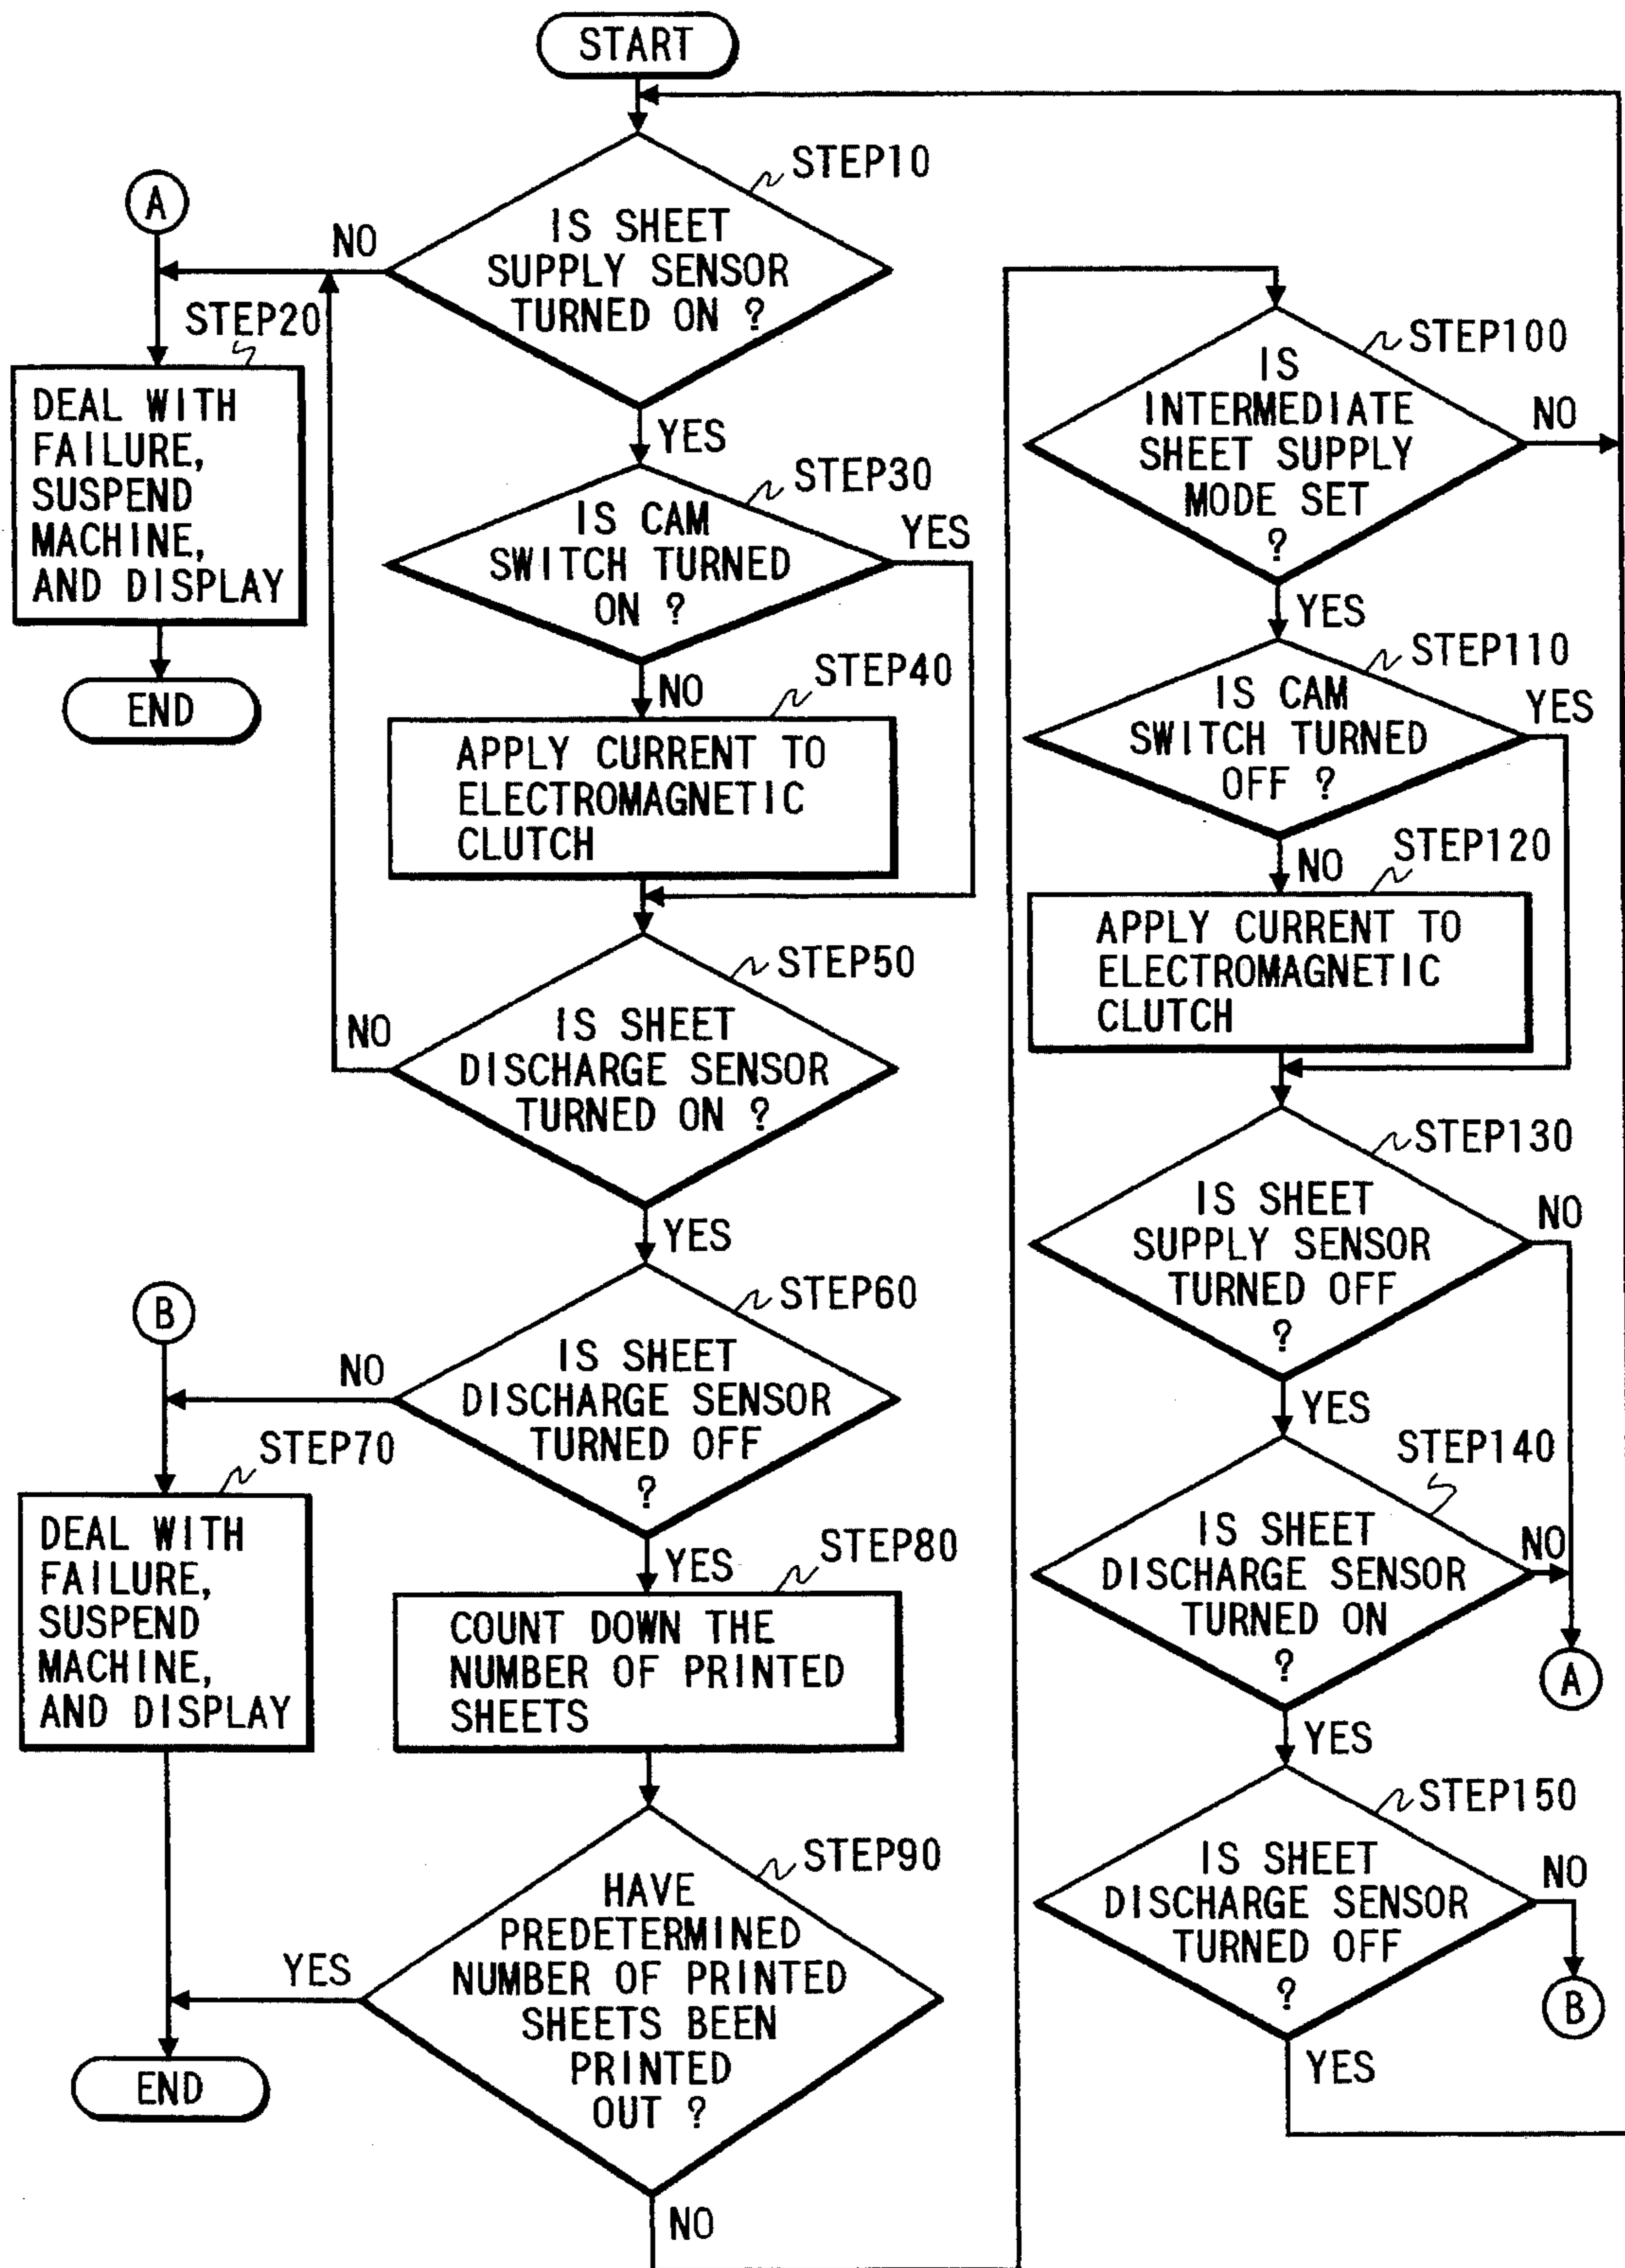 START
STEP10
IS SHEET
SUPPLY SENSOR
TURNED ON ?
NO
A
STEP20
DEAL WITH
FAILURE,
SUSPEND
MACHINE,
AND DISPLAY
END
YES
STEP30
IS CAM
SWITCH TURNED
ON ?
YES
NO
STEP40
APPLY CURRENT TO
ELECTROMAGNETIC
CLUTCH
STEP50
IS SHEET
DISCHARGE SENSOR
TURNED ON ?
NO
YES
STEP60
IS SHEET
DISCHARGE SENSOR
TURNED OFF
?
NO
B
STEP70
DEAL WITH
FAILURE,
SUSPEND
MACHINE,
AND DISPLAY
YES
STEP80
COUNT DOWN THE
NUMBER OF PRINTED
SHEETS
STEP90
HAVE
PREDETERMINED
NUMBER OF PRINTED
SHEETS BEEN
PRINTED
OUT ?
YES
END
NO
STEP100
IS
INTERMEDIATE
SHEET SUPPLY
MODE SET
?
NO
YES
STEP110
IS CAM
SWITCH TURNED
OFF ?
YES
NO
STEP120
APPLY CURRENT TO
ELECTROMAGNETIC
CLUTCH
STEP130
IS SHEET
SUPPLY SENSOR
TURNED OFF
?
NO
YES
STEP140
IS SHEET
DISCHARGE SENSOR
TURNED ON
?
NO
A
YES
STEP150
IS SHEET
DISCHARGE SENSOR
TURNED OFF
?
NO
B
YES